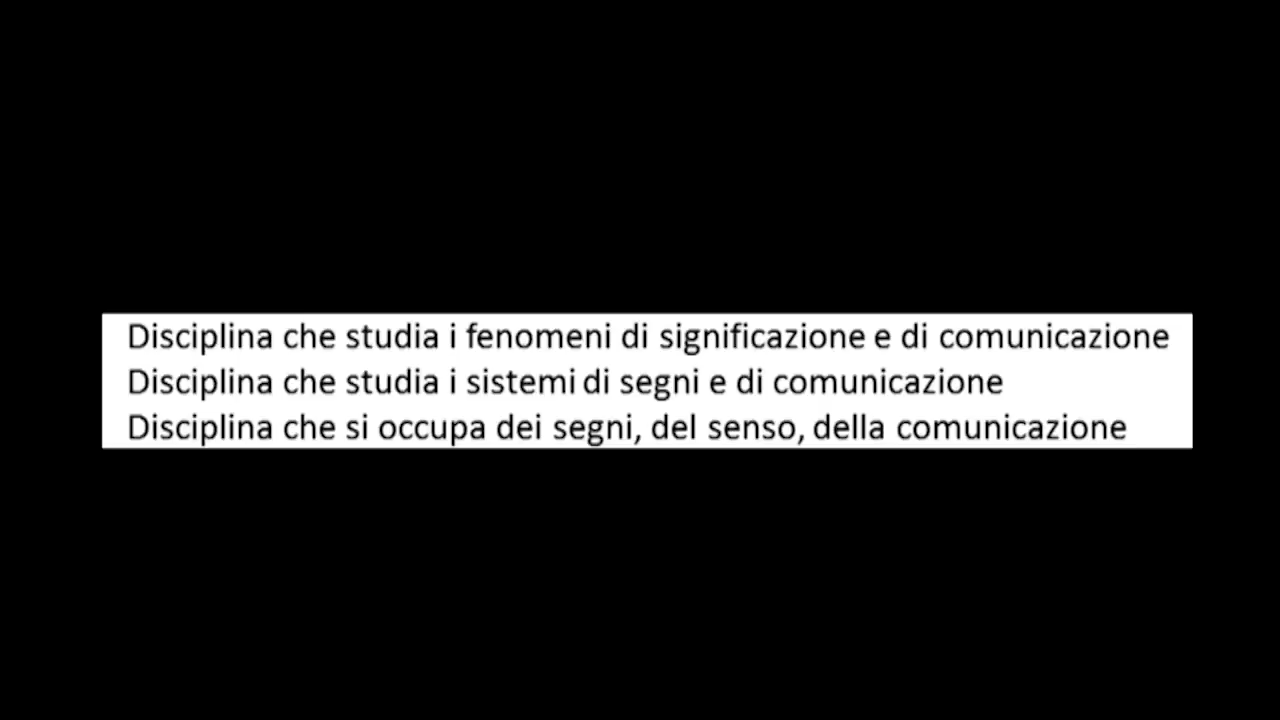 Disciplina che studia i fenomeni di significazione e di comunicazione
Disciplina che studia i sistemi di segni e di comunicazione
Disciplina che si occupa dei segni, del senso, della comunicazione